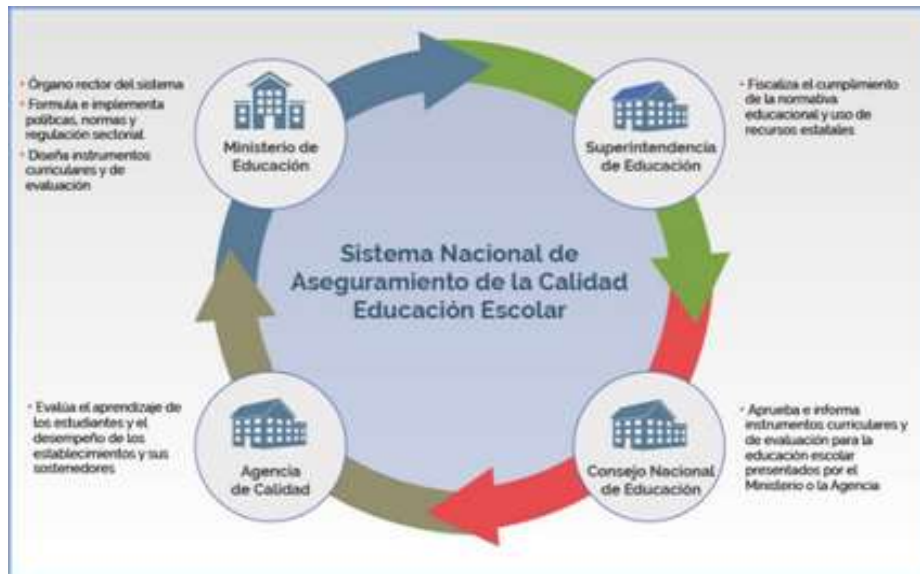 • Órgano rector del sistema
• Formula e implementa
políticas, normas y
regulación sectorial
• Diseña instrumentos
curriculares y de
evaluación
Ministerio de
Educación
Superintendencia
de Educación
• Fiscaliza el cumplimiento
de la normativa
educacional y uso de
recursos estatales
Sistema Nacional de
Aseguramiento de la Calidad
Educación Escolar
• Evalúa el aprendizaje de
los estudiantes y el
desempeño de los
establecimientos y sus
sostenedores
Agencia
de Calidad
Consejo Nacional
de Educación
• Aprueba e informa
instrumentos curriculares y
de evaluación para la
educación escolar
presentados por el
Ministerio o la Agencia